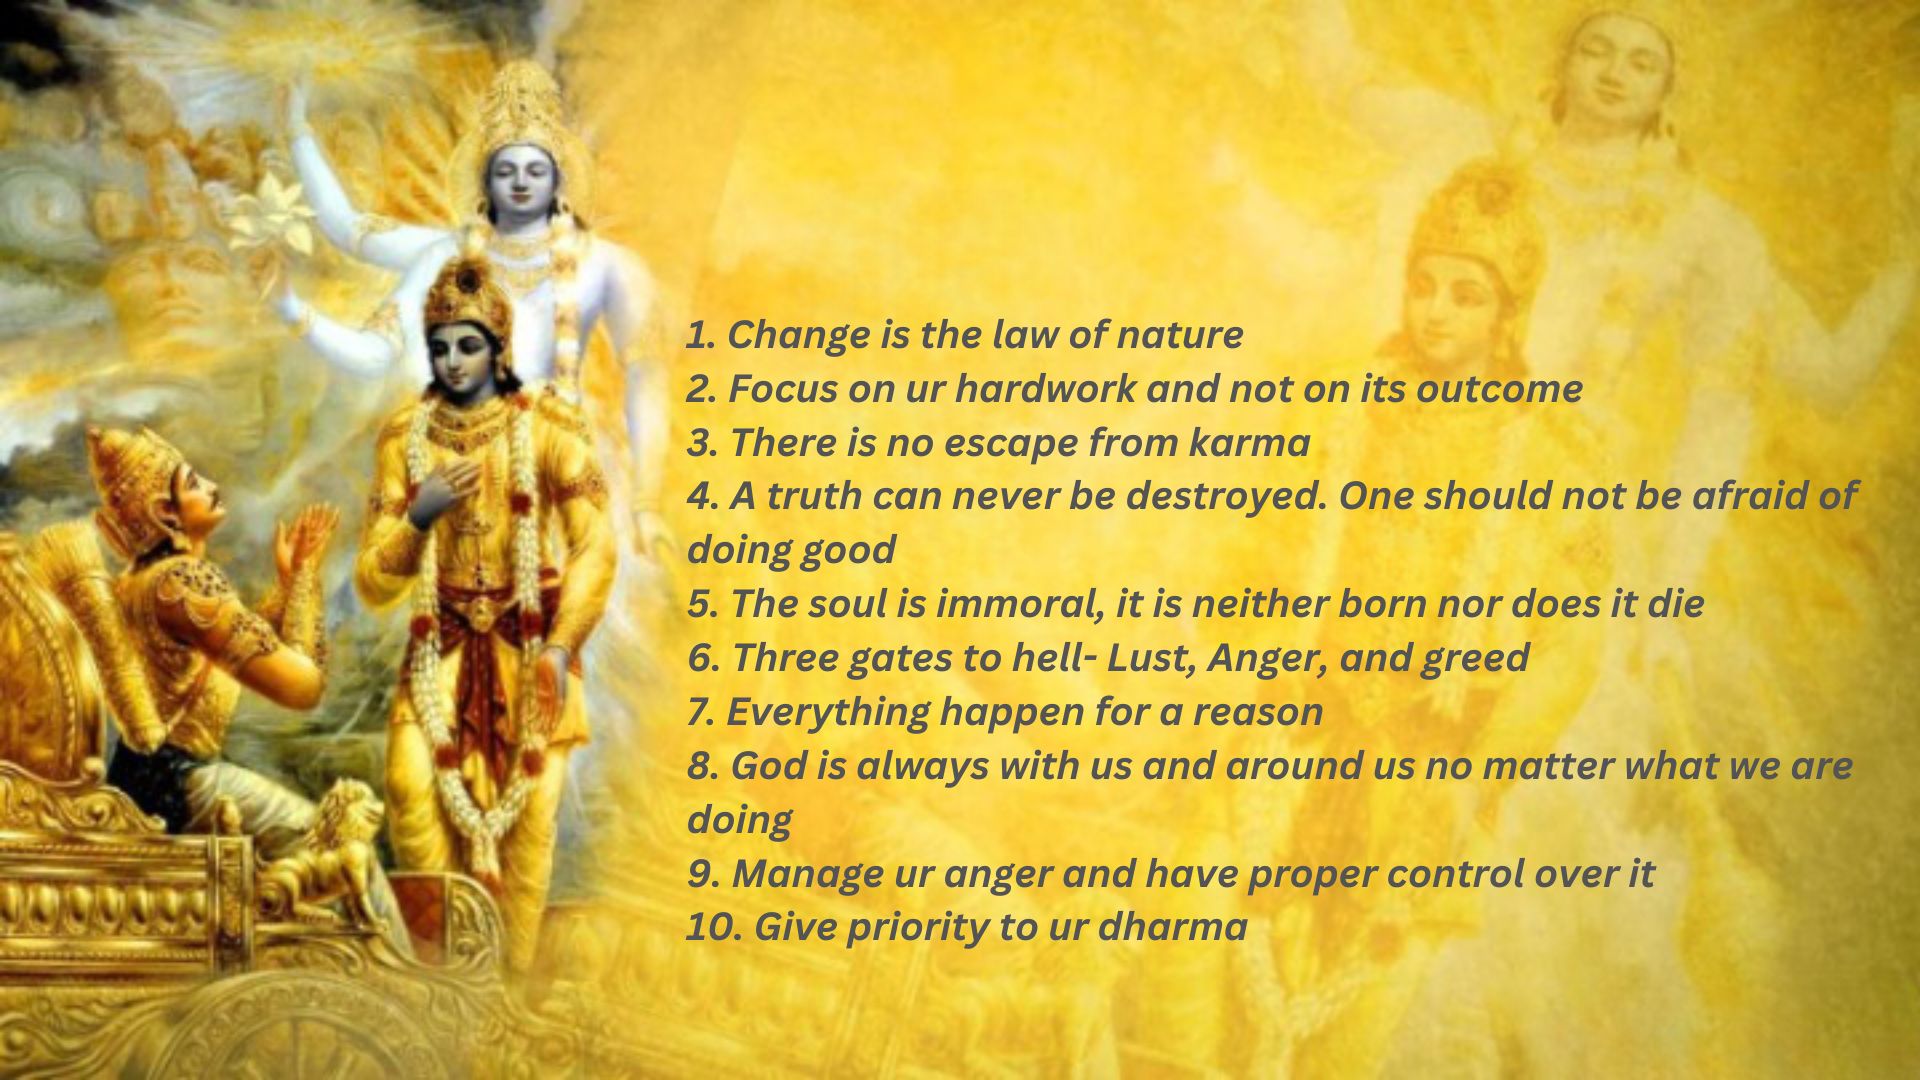 1. Change is the law of nature
2. Focus on ur hardwork and not on its outcome
3. There is no escape from karma
4. A truth can never be destroyed. One should not be afraid of
doing good
5. The soul is immoral, it is neither born nor does it die
6. Three gates to hell- Lust, Anger, and greed
7. Everything happen for a reason
8. God is always with us and around us no matter what we are
doing
9. Manage ur anger and have proper control over it
10. Give priority to ur dharma